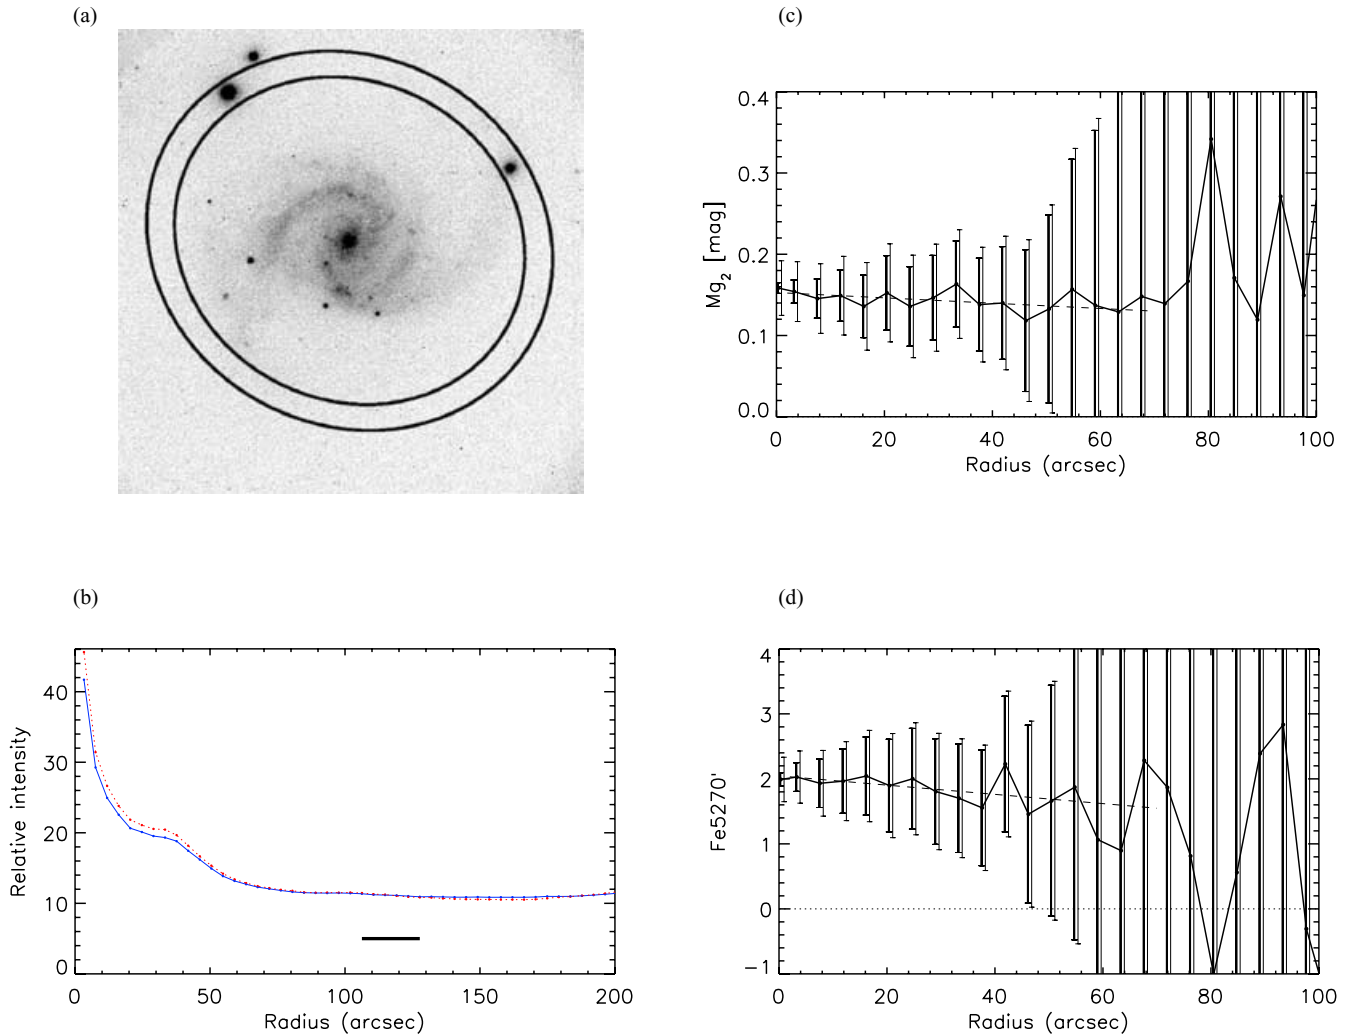 (a)
(c)
0.4
0.3
0.2
0.1
0.0
Mg2 [mag]
0 20 40 60 80 100
Radius (arcsec)
(b)
(d)
40
30
20
10
0
Relative intensity
0 50 100 150 200
Radius (arcsec)
4
3
2
1
0
−1
Fe5270'
0 20 40 60 80 100
Radius (arcsec)